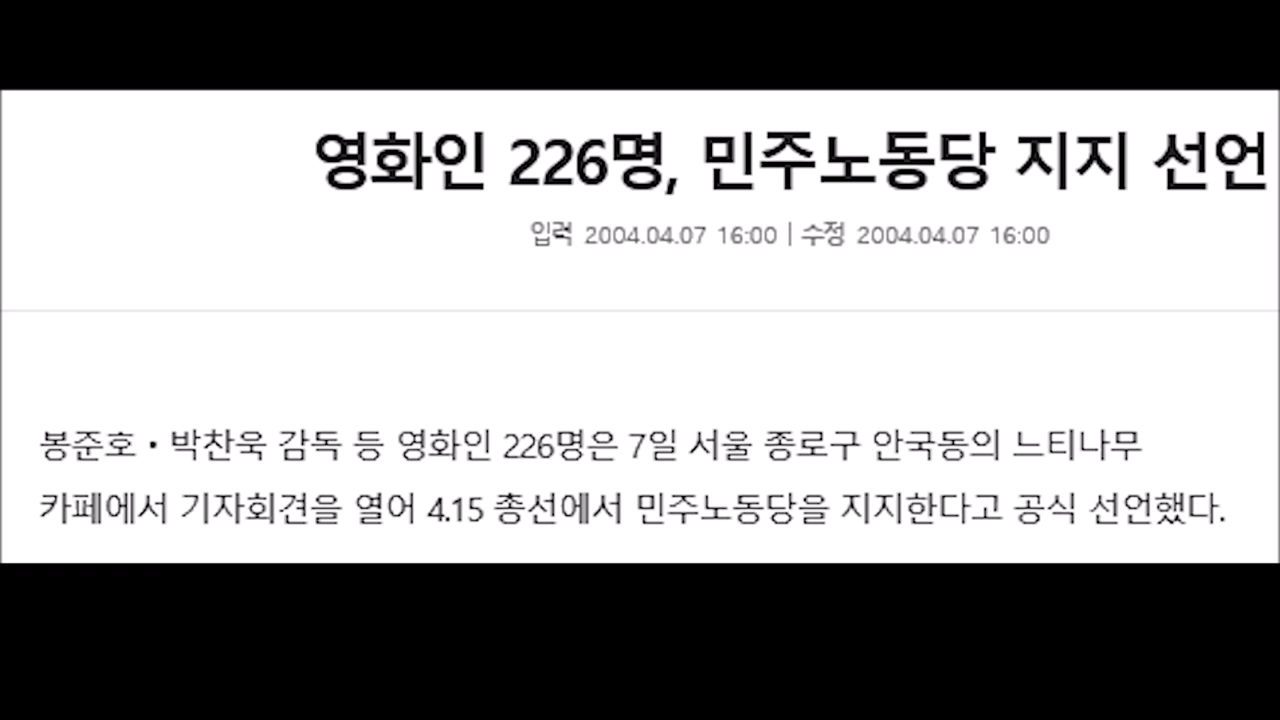 영화인 226명, 민주노동당 지지 선언
입력 2004.04.07 16:00 | 수정 2004.04.07 16:00
봉준호·박찬욱 감독 등 영화인 226명은 7일 서울 종로구 안국동의 느티나무
카페에서 기자회견을 열어 4.15 총선에서 민주노동당을 지지한다고 공식 선언했다.